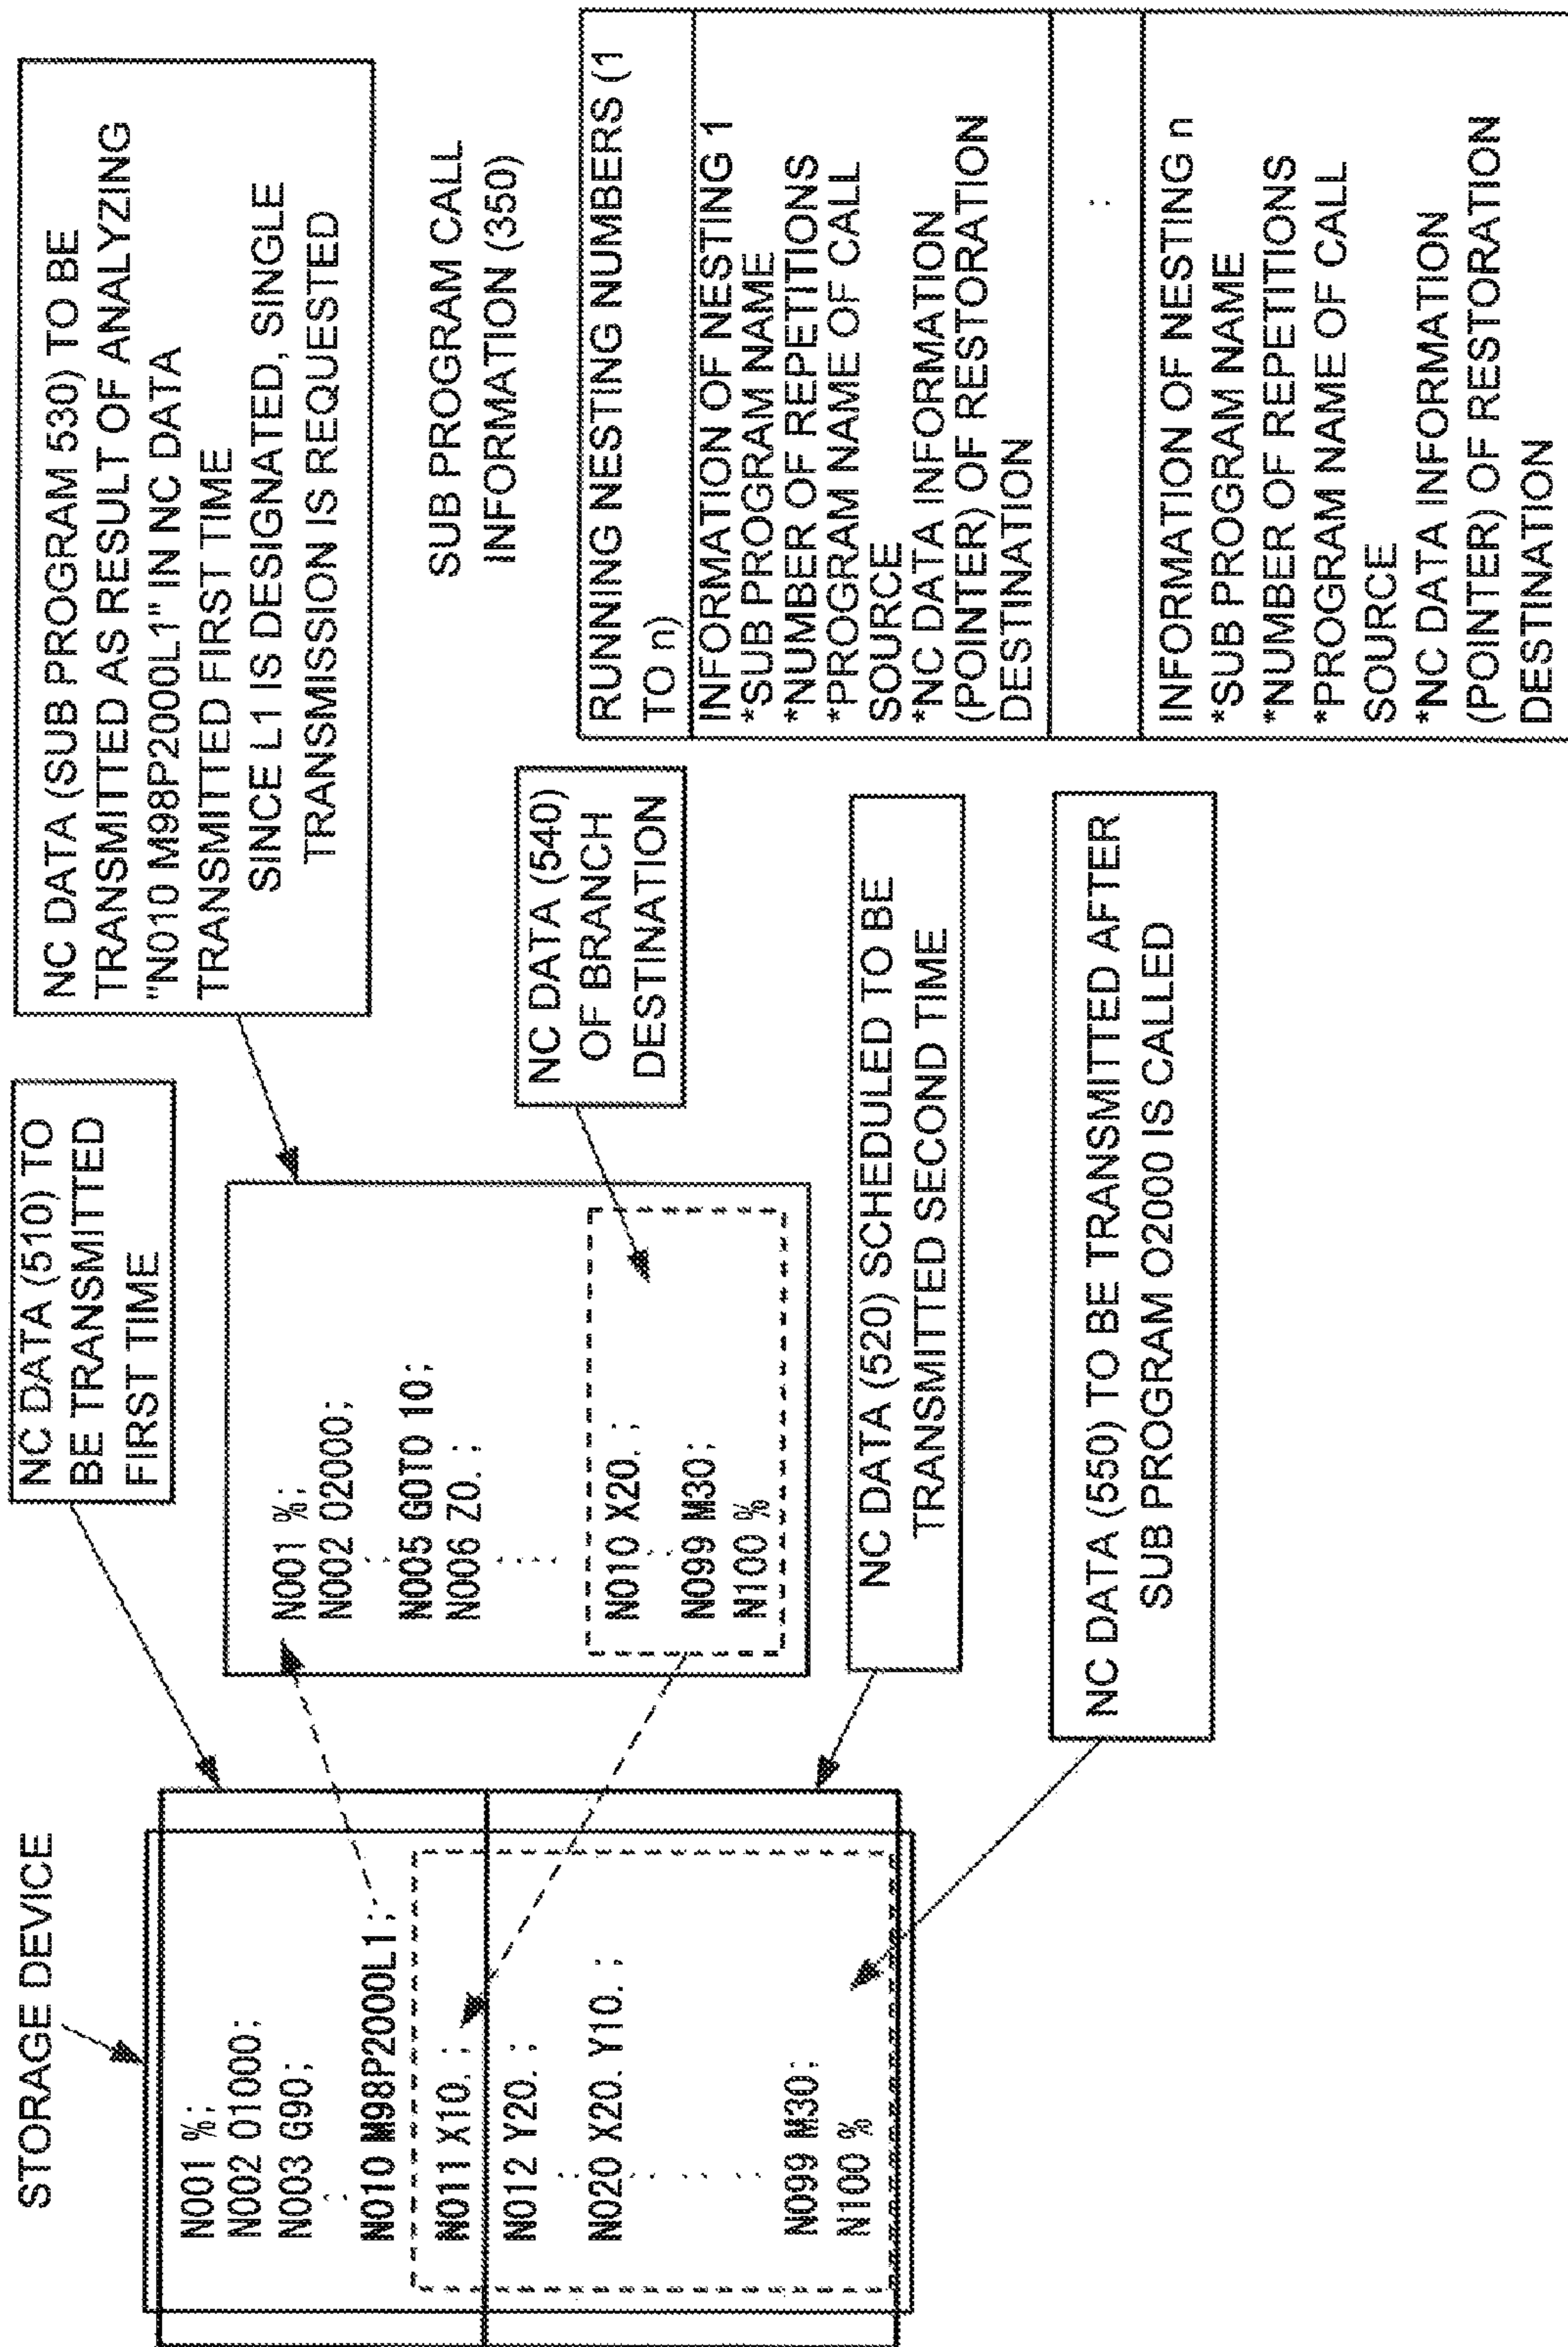 STORAGE DEVICE
N001 %;
N002 O1000;
N003 G90;
N010 M98P2000L1;
N011 X10.;
N012 Y20.;
N020 X20.Y10.;
N099 M30;
N100 %
NC DATA (510) TO
BE TRANSMITTED
FIRST TIME
N001 %;
N002 O2000;
N005 GOTO 10;
N006 Z0.;
N010 X20.;
N099 M30;
N100 %
NC DATA (SUB PROGRAM 530) TO BE
TRANSMITTED AS RESULT OF ANALYZING
"N010 M98P2000L1" IN NC DATA
TRANSMITTED FIRST TIME
SINCE L1 IS DESIGNATED, SINGLE
TRANSMISSION IS REQUESTED
NC DATA (540)
OF BRANCH
DESTINATION
NC DATA (520) SCHEDULED TO BE
TRANSMITTED SECOND TIME
NC DATA (550) TO BE TRANSMITTED AFTER
SUB PROGRAM O2000 IS CALLED
SUB PROGRAM CALL
INFORMATION (350)
RUNNING NESTING NUMBERS (1
TO n)
INFORMATION OF NESTING 1
*SUB PROGRAM NAME
*NUMBER OF REPETITIONS
*PROGRAM NAME OF CALL
SOURCE
*NC DATA INFORMATION
(POINTER) OF RESTORATION
DESTINATION
:
INFORMATION OF NESTING n
*SUB PROGRAM NAME
*NUMBER OF REPETITIONS
*PROGRAM NAME OF CALL
SOURCE
*NC DATA INFORMATION
(POINTER) OF RESTORATION
DESTINATION